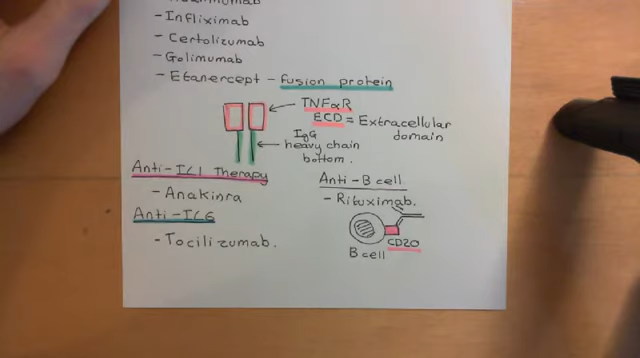 - Infliximab
- Certolizumab
- Golimumab
- Etanercept - fusion protein
TNFαR
ECD = Extracellular
domain
IgG
heavy chain
bottom.
Anti-IL1 Therapy
- Anakinra
Anti-IL6
- Tocilizumab.
Anti-B cell
- Rituximab.
CD20
B cell